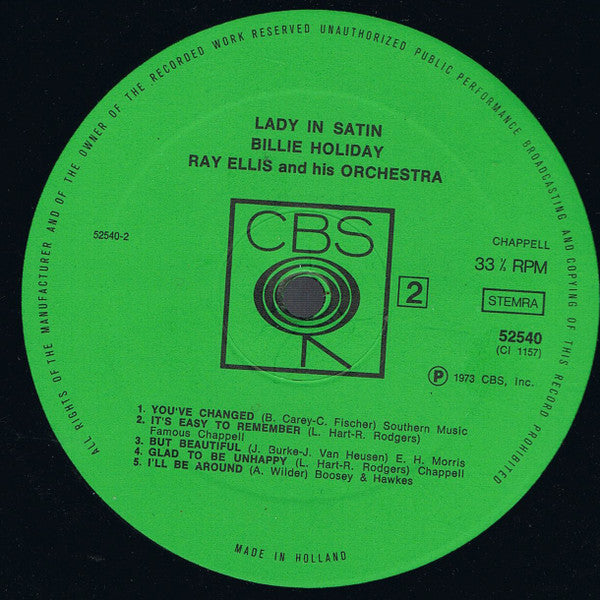 ALL RIGHTS OF THE MANUFACTURER AND OF THE OWNER OF THE RECORDED WORK RESERVED UNAUTHORIZED PUBLIC PERFORMANCE BROADCASTING AND COPYING OF THIS RECORD PROHIBITED
LADY IN SATIN
BILLIE HOLIDAY
RAY ELLIS and his ORCHESTRA
52540-2
CBS
2
CHAPPELL
33 ⅓ RPM
STEMRA
52540
(Cl 1157)
℗ 1973 CBS, Inc.
1. YOU'VE CHANGED (B. Carey-C. Fischer) Southern Music
2. IT'S EASY TO REMEMBER (L. Hart-R. Rodgers)
Famous Chappell
3. BUT BEAUTIFUL (J. Burke-J. Van Heusen) E. H. Morris
4. GLAD TO BE UNHAPPY (L. Hart-R. Rodgers) Chappell
5. I'LL BE AROUND (A. Wilder) Boosey & Hawkes
MADE IN HOLLAND